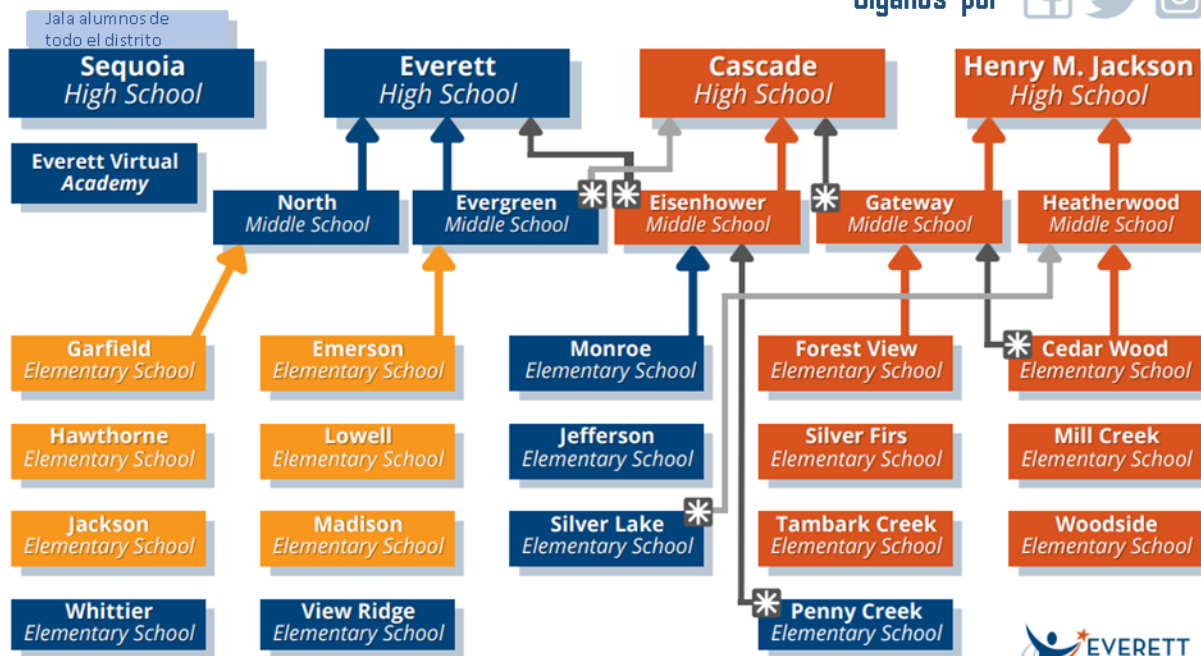 síganos por
Jala alumnos de
todo el distrito
Sequoia
High School
Everett
High School
Cascade
High School
Henry M. Jackson
High School
Everett Virtual
Academy
North
Middle School
Evergreen
Middle School
Eisenhower
Middle School
Gateway
Middle School
Heatherwood
Middle School
Garfield
Elementary School
Emerson
Elementary School
Monroe
Elementary School
Forest View
Elementary School
Cedar Wood
Elementary School
Hawthorne
Elementary School
Lowell
Elementary School
Jefferson
Elementary School
Silver Firs
Elementary School
Mill Creek
Elementary School
Jackson
Elementary School
Madison
Elementary School
Silver Lake
Elementary School
Tambark Creek
Elementary School
Woodside
Elementary School
Whittier
Elementary School
View Ridge
Elementary School
Penny Creek
Elementary School
EVERETT